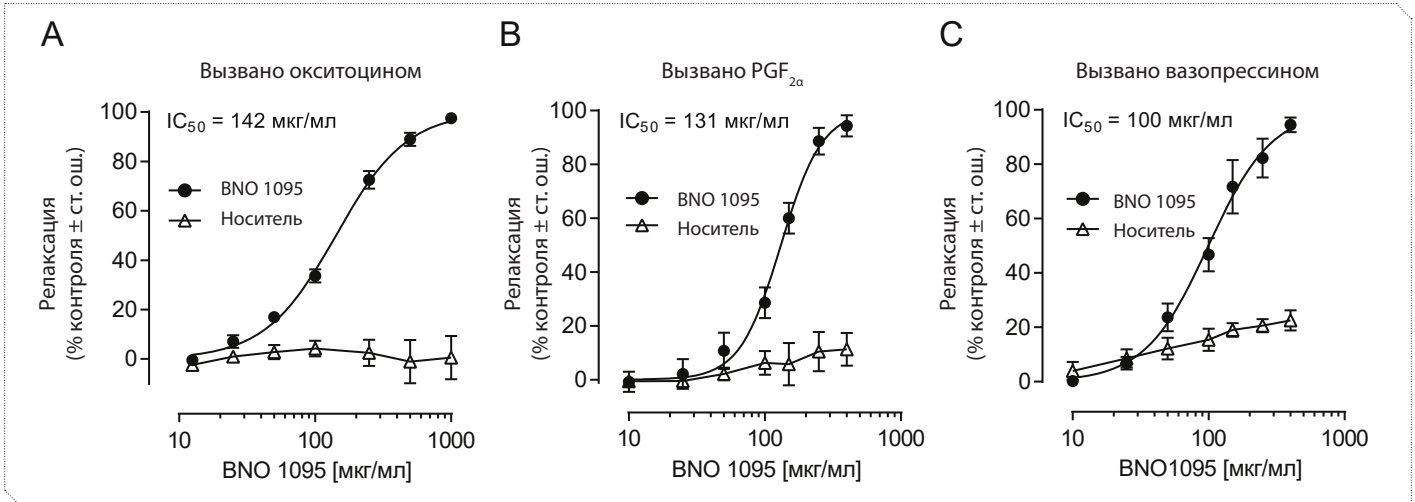 A
Вызвано окситоцином
IC50 = 142 мкг/мл
BNO 1095
Носитель
Релаксация
(% контроля ± ст. ош.)
100
80
60
40
20
0
10
100
1000
BNO 1095 [мкг/мл]
B
Вызвано PGF2α
IC50 = 131 мкг/мл
BNO 1095
Носитель
Релаксация
(% контроля ± ст. ош.)
100
80
60
40
20
0
10
100
1000
BNO 1095 [мкг/мл]
C
Вызвано вазопрессином
IC50 = 100 мкг/мл
BNO 1095
Носитель
Релаксация
(% контроля ± ст. ош.)
100
80
60
40
20
0
10
100
1000
BNO1095 [мкг/мл]